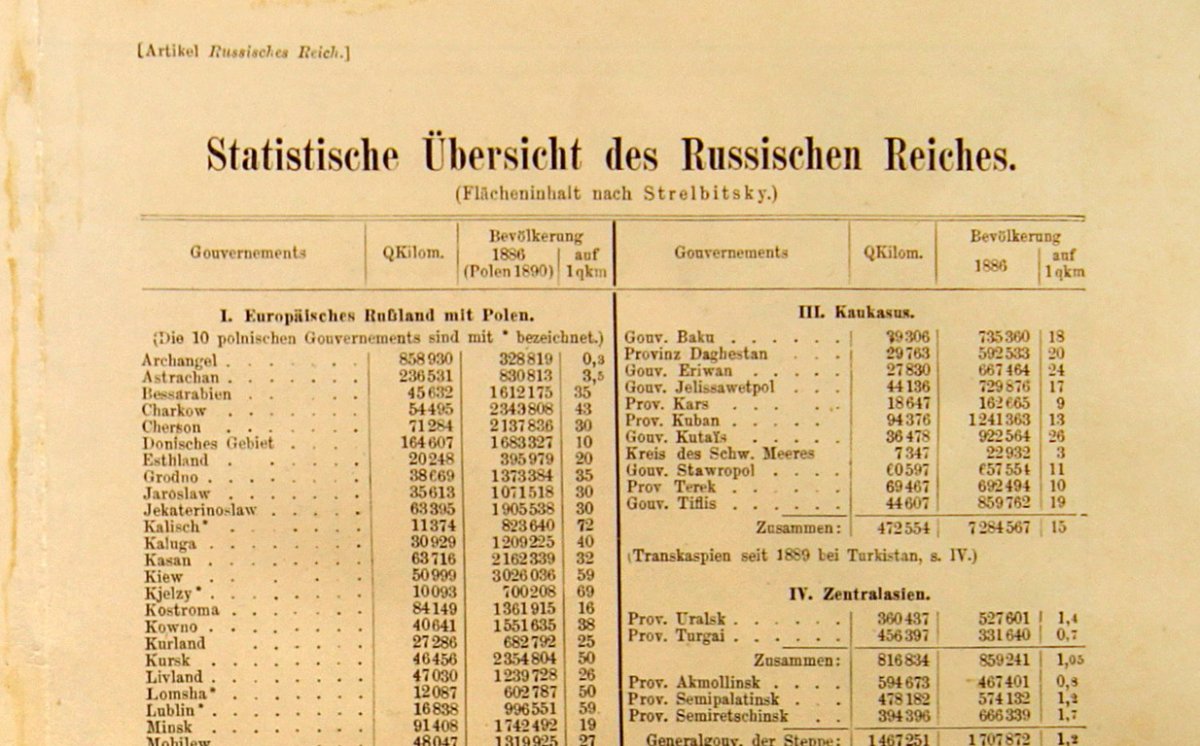 [Artikel Russisches Reich.]
Statistische Übersicht des Russischen Reiches.
(Flächeninhalt nach Strelbitsky.)
Gouvernements QKilom. Bevölkerung 1886 (Polen 1890) auf 1qkm
I. Europäisches Rußland mit Polen.
(Die 10 polnischen Gouvernements sind mit * bezeichnet.)
Archangel . . . . . . . 858930 328819 0,3
Astrachan . . . . . . . 236531 830813 3,5
Bessarabien . . . . . . 45632 1612175 35
Charkow . . . . . . . 54495 2343808 43
Cherson . . . . . . . 71284 2137836 30
Donisches Gebiet . . . . 164607 1683327 10
Esthland . . . . . . . 20248 395979 20
Grodno . . . . . . . . 38669 1373384 35
Jaroslaw . . . . . . . 35613 1071518 30
Jekaterinoslaw . . . . . 63395 1905538 30
Kalisch* . . . . . . . 11374 823640 72
Kaluga . . . . . . . . 30929 1209225 40
Kasan . . . . . . . . 63716 2162339 32
Kiew . . . . . . . . 50999 3026036 59
Kjelzy* . . . . . . . . 10093 700208 69
Kostroma . . . . . . . 84149 1361915 16
Kowno . . . . . . . . 40641 1551635 38
Kurland . . . . . . . 27286 682792 25
Kursk . . . . . . . . 46456 2354804 50
Livland . . . . . . . 47030 1239728 26
Lomsha* . . . . . . . 12087 602787 50
Lublin* . . . . . . . . 16838 996551 59
Minsk . . . . . . . . 91408 1742492 19
Mohilew 48047 1319925 27
Gouvernements QKilom. Bevölkerung 1886 auf 1qkm
III. Kaukasus.
Gouv. Baku . . . . . . 39306 735360 18
Provinz Daghestan . . . 29763 592533 20
Gouv. Eriwan . . . . . 27830 667464 24
Gouv. Jelissawetpol . . . 44136 729876 17
Prov. Kars . . . . . . 18647 162665 9
Prov. Kuban . . . . . . 94376 1241363 13
Gouv. Kutaïs . . . . . 36478 922564 26
Kreis des Schw. Meeres 7347 22932 3
Gouv. Stawropol . . . . 60597 657554 11
Prov Terek . . . . . . 69467 692494 10
Gouv. Tiflis . . . . . . 44607 859762 19
Zusammen: 472554 7284567 15
(Transkaspien seit 1889 bei Turkistan, s. IV.)
IV. Zentralasien.
Prov. Uralsk . . . . . . 360437 527601 1,4
Prov. Turgai . . . . . . 456397 331640 0,7
Zusammen: 816834 859241 1,05
Prov. Akmollinsk . . . . 594673 467401 0,8
Prov. Semipalatinsk . . . 478182 574132 1,2
Prov. Semiretschinsk . . 394396 666339 1,7
Generalgouv. der Steppe: 1467251 1707872 1,2